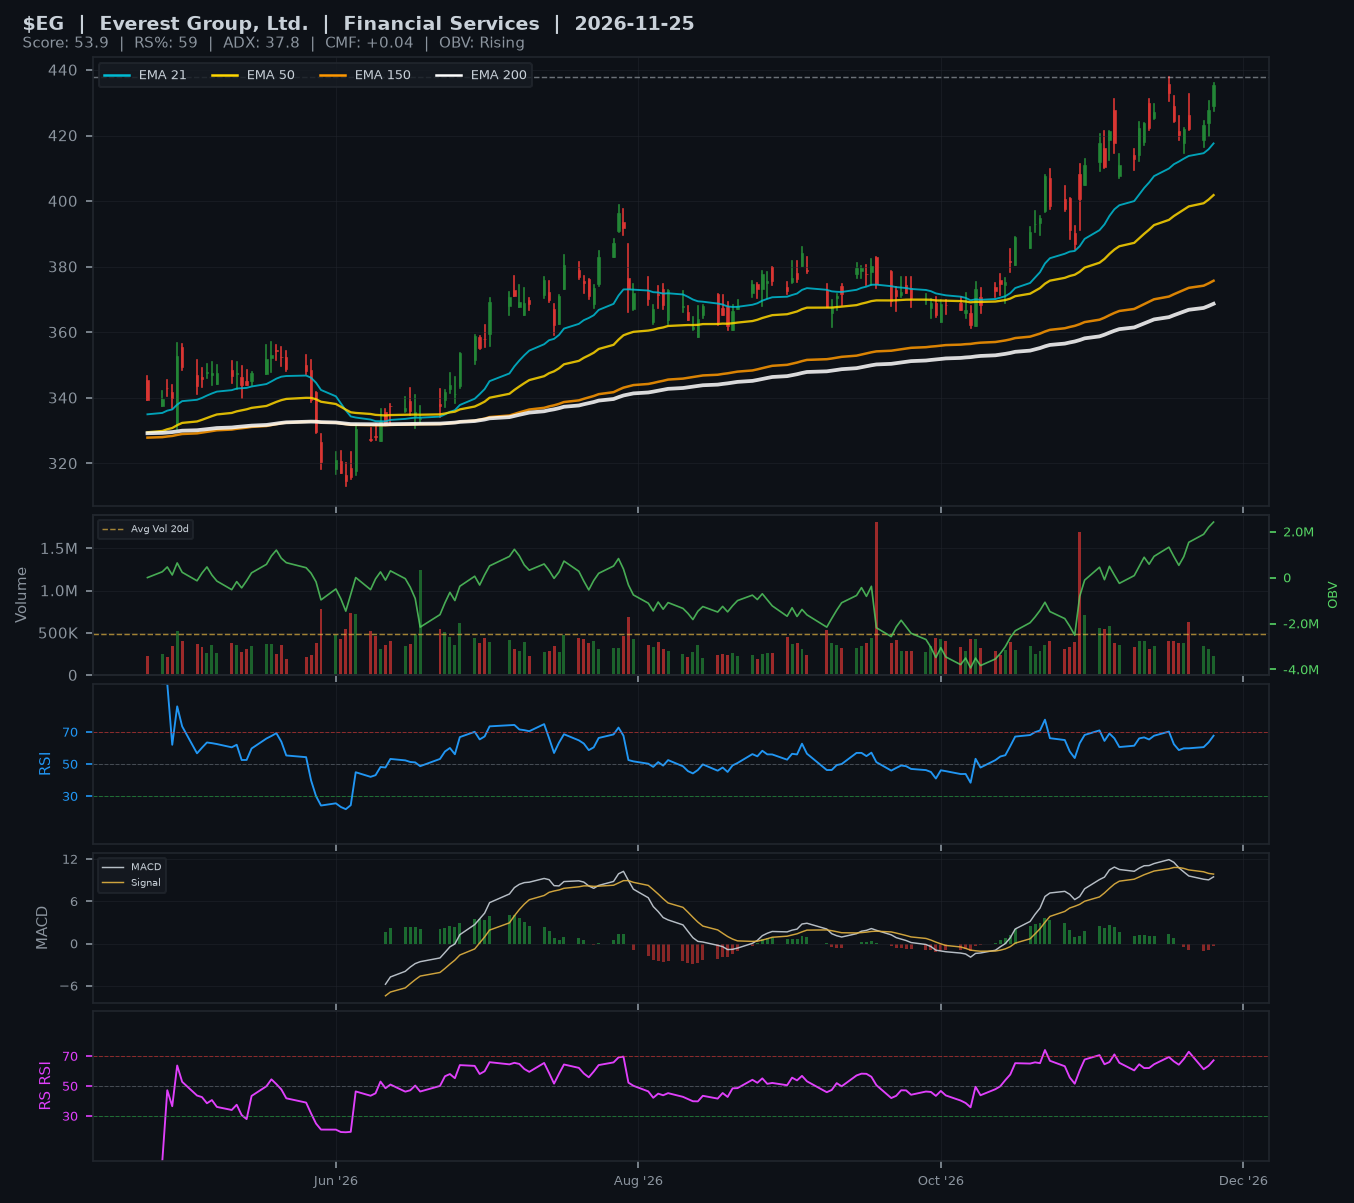 $EG | Everest Group, Ltd. | Financial Services | 2026-11-25
Score: 53.9 | RS%: 59 | ADX: 37.8 | CMF: +0.04 | OBV: Rising
EMA 21 EMA 50 EMA 150 EMA 200
440
420
400
380
360
340
320
Avg Vol 20d
Volume
1.5M
1.0M
500K
0
2.0M
0
-2.0M
-4.0M
OBV
RSI
70
50
30
MACD
Signal
MACD
12
6
0
−6
RS RSI
70
50
30
Jun '26 Aug '26 Oct '26 Dec '26